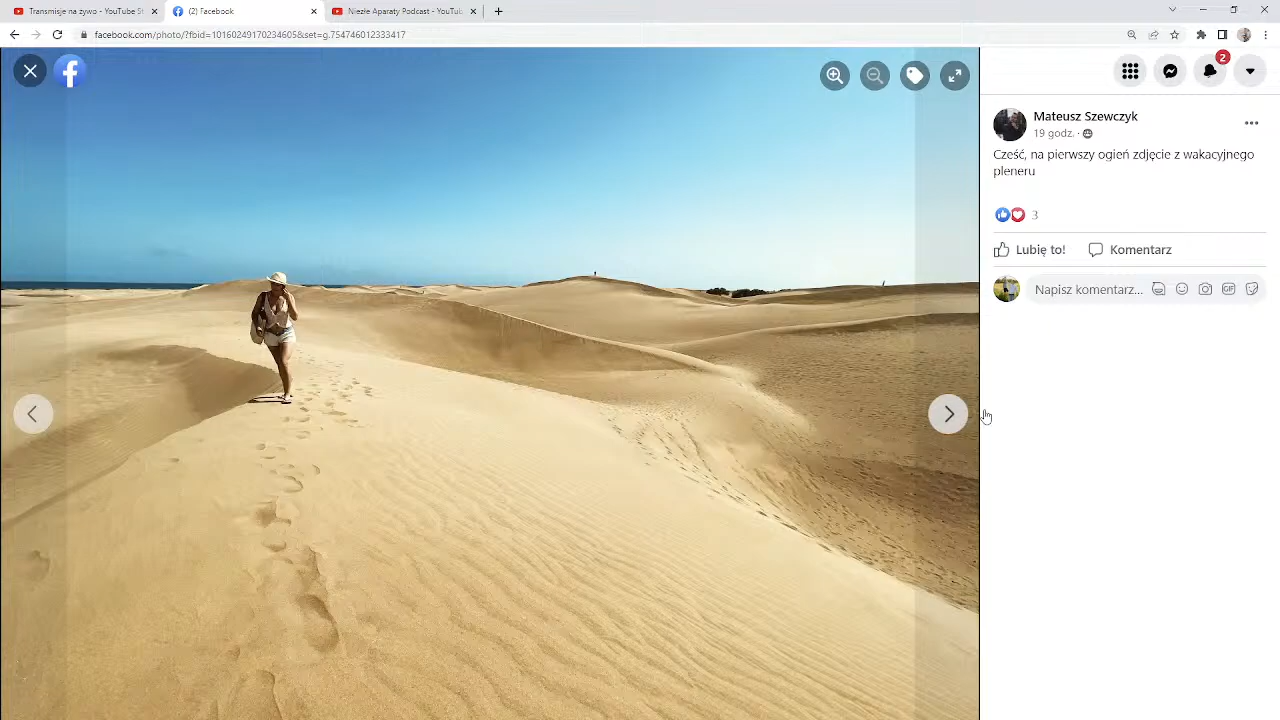 Transmisje na żywo - YouTube St
(2) Facebook
Niezłe Aparaty Podcast - YouTub
facebook.com/photo/?fbid=10160249170234605&set=g.754746012333417
2
Mateusz Szewczyk
19 godz. ·
Cześć, na pierwszy ogień zdjęcie z wakacyjnego
pleneru
3
Lubię to!
Komentarz
Napisz komentarz...
GIF